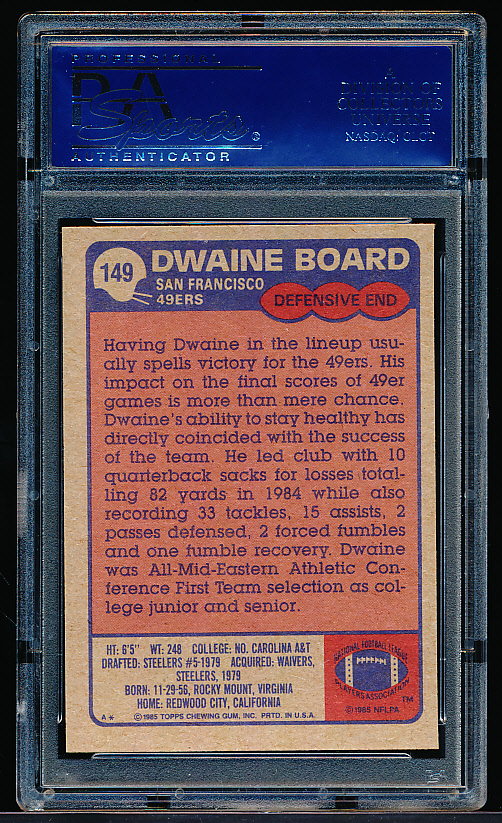 PROFESSIONAL
PSA
Sports®
AUTHENTICATOR
A
DIVISION OF
COLLECTORS
UNIVERSE
NASDAQ: CLCT
149
DWAINE BOARD
SAN FRANCISCO
49ERS
DEFENSIVE END
Having Dwaine in the lineup usu-
ally spells victory for the 49ers. His
impact on the final scores of 49er
games is more than mere chance.
Dwaine's ability to stay healthy has
directly coincided with the success
of the team. He led club with 10
quarterback sacks for losses total-
ling 82 yards in 1984 while also
recording 33 tackles, 15 assists, 2
passes defensed, 2 forced fumbles
and one fumble recovery. Dwaine
was All-Mid-Eastern Athletic Con-
ference First Team selection as col-
lege junior and senior.
HT: 6'5" WT: 248 COLLEGE: NO. CAROLINA A&T
DRAFTED: STEELERS #5-1979 ACQUIRED: WAIVERS,
STEELERS, 1979
BORN: 11-29-56, ROCKY MOUNT, VIRGINIA
HOME: REDWOOD CITY, CALIFORNIA
A* ©1985 TOPPS CHEWING GUM, INC. PRTD. IN U.S.A.
NATIONAL FOOTBALL LEAGUE
PLAYERS ASSOCIATION
TM
©1985 NFLPA